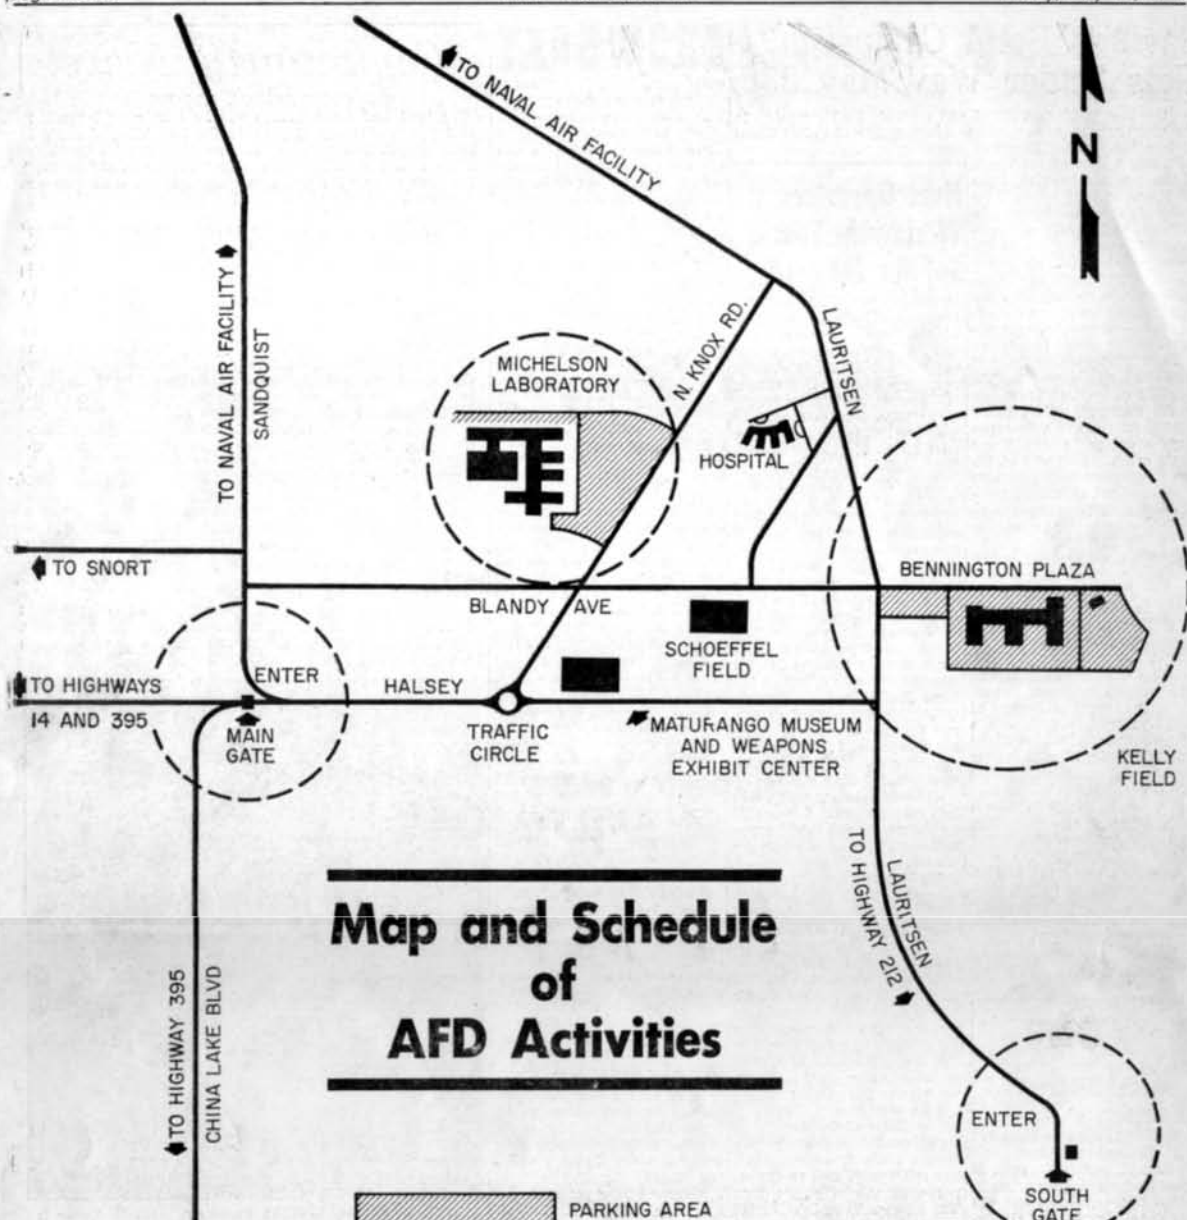 TO NAVAL AIR FACILITY
N
TO NAVAL AIR FACILITY
SANDQUIST
N. KNOX RD.
LAURITSEN
MICHELSON
LABORATORY
HOSPITAL
TO SNORT
BENNINGTON PLAZA
BLANDY AVE
SCHOEFFEL
FIELD
ENTER
TO HIGHWAYS
14 AND 395
HALSEY
MAIN
GATE
TRAFFIC
CIRCLE
MATURANGO MUSEUM
AND WEAPONS
EXHIBIT CENTER
KELLY
FIELD
LAURITSEN
TO HIGHWAY 212
Map and Schedule
of
AFD Activities
TO HIGHWAY 395
CHINA LAKE BLVD
ENTER
SOUTH
GATE
PARKING AREA